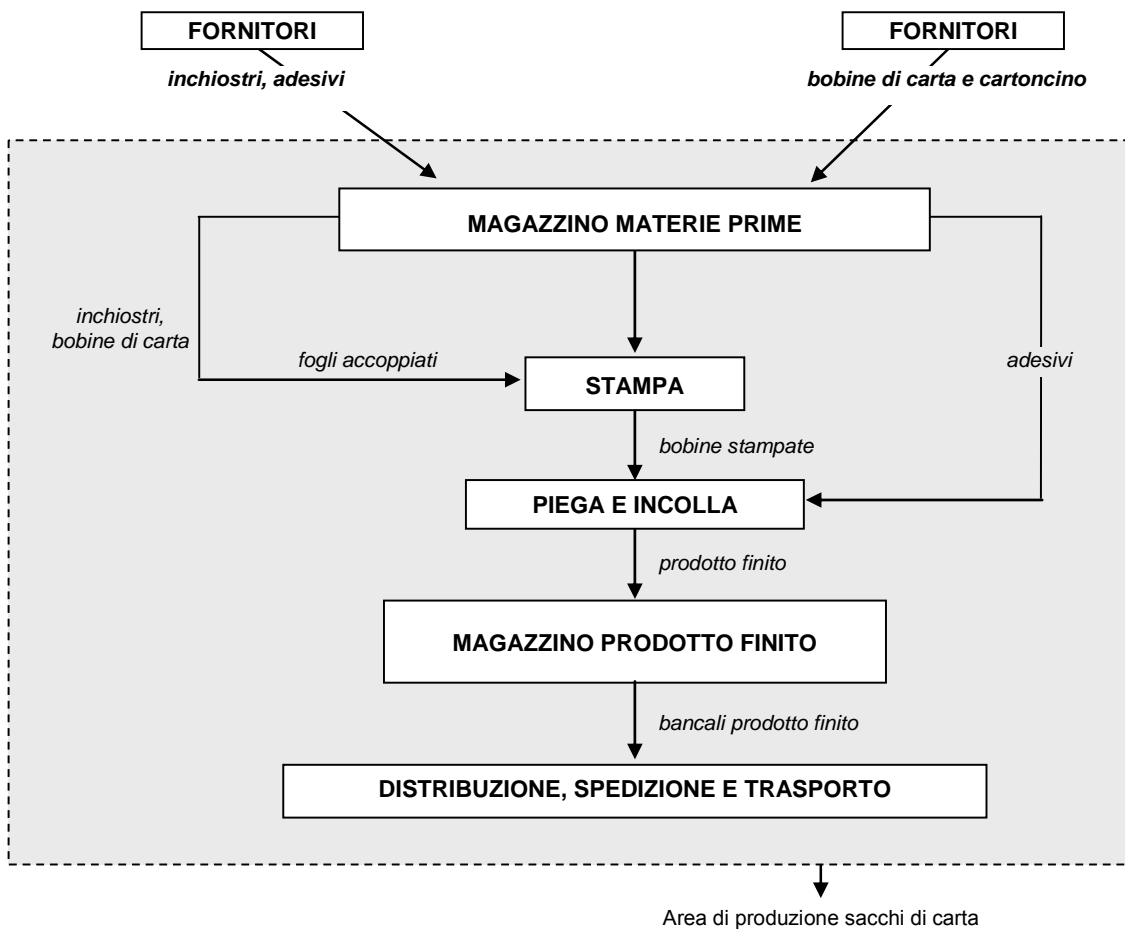 FORNITORI
FORNITORI
inchiostri, adesivi
bobine di carta e cartoncino
MAGAZZINO MATERIE PRIME
inchiostri,
bobine di carta
fogli accoppiati
adesivi
STAMPA
bobine stampate
PIEGA E INCOLLA
prodotto finito
MAGAZZINO PRODOTTO FINITO
bancali prodotto finito
DISTRIBUZIONE, SPEDIZIONE E TRASPORTO
Area di produzione sacchi di carta